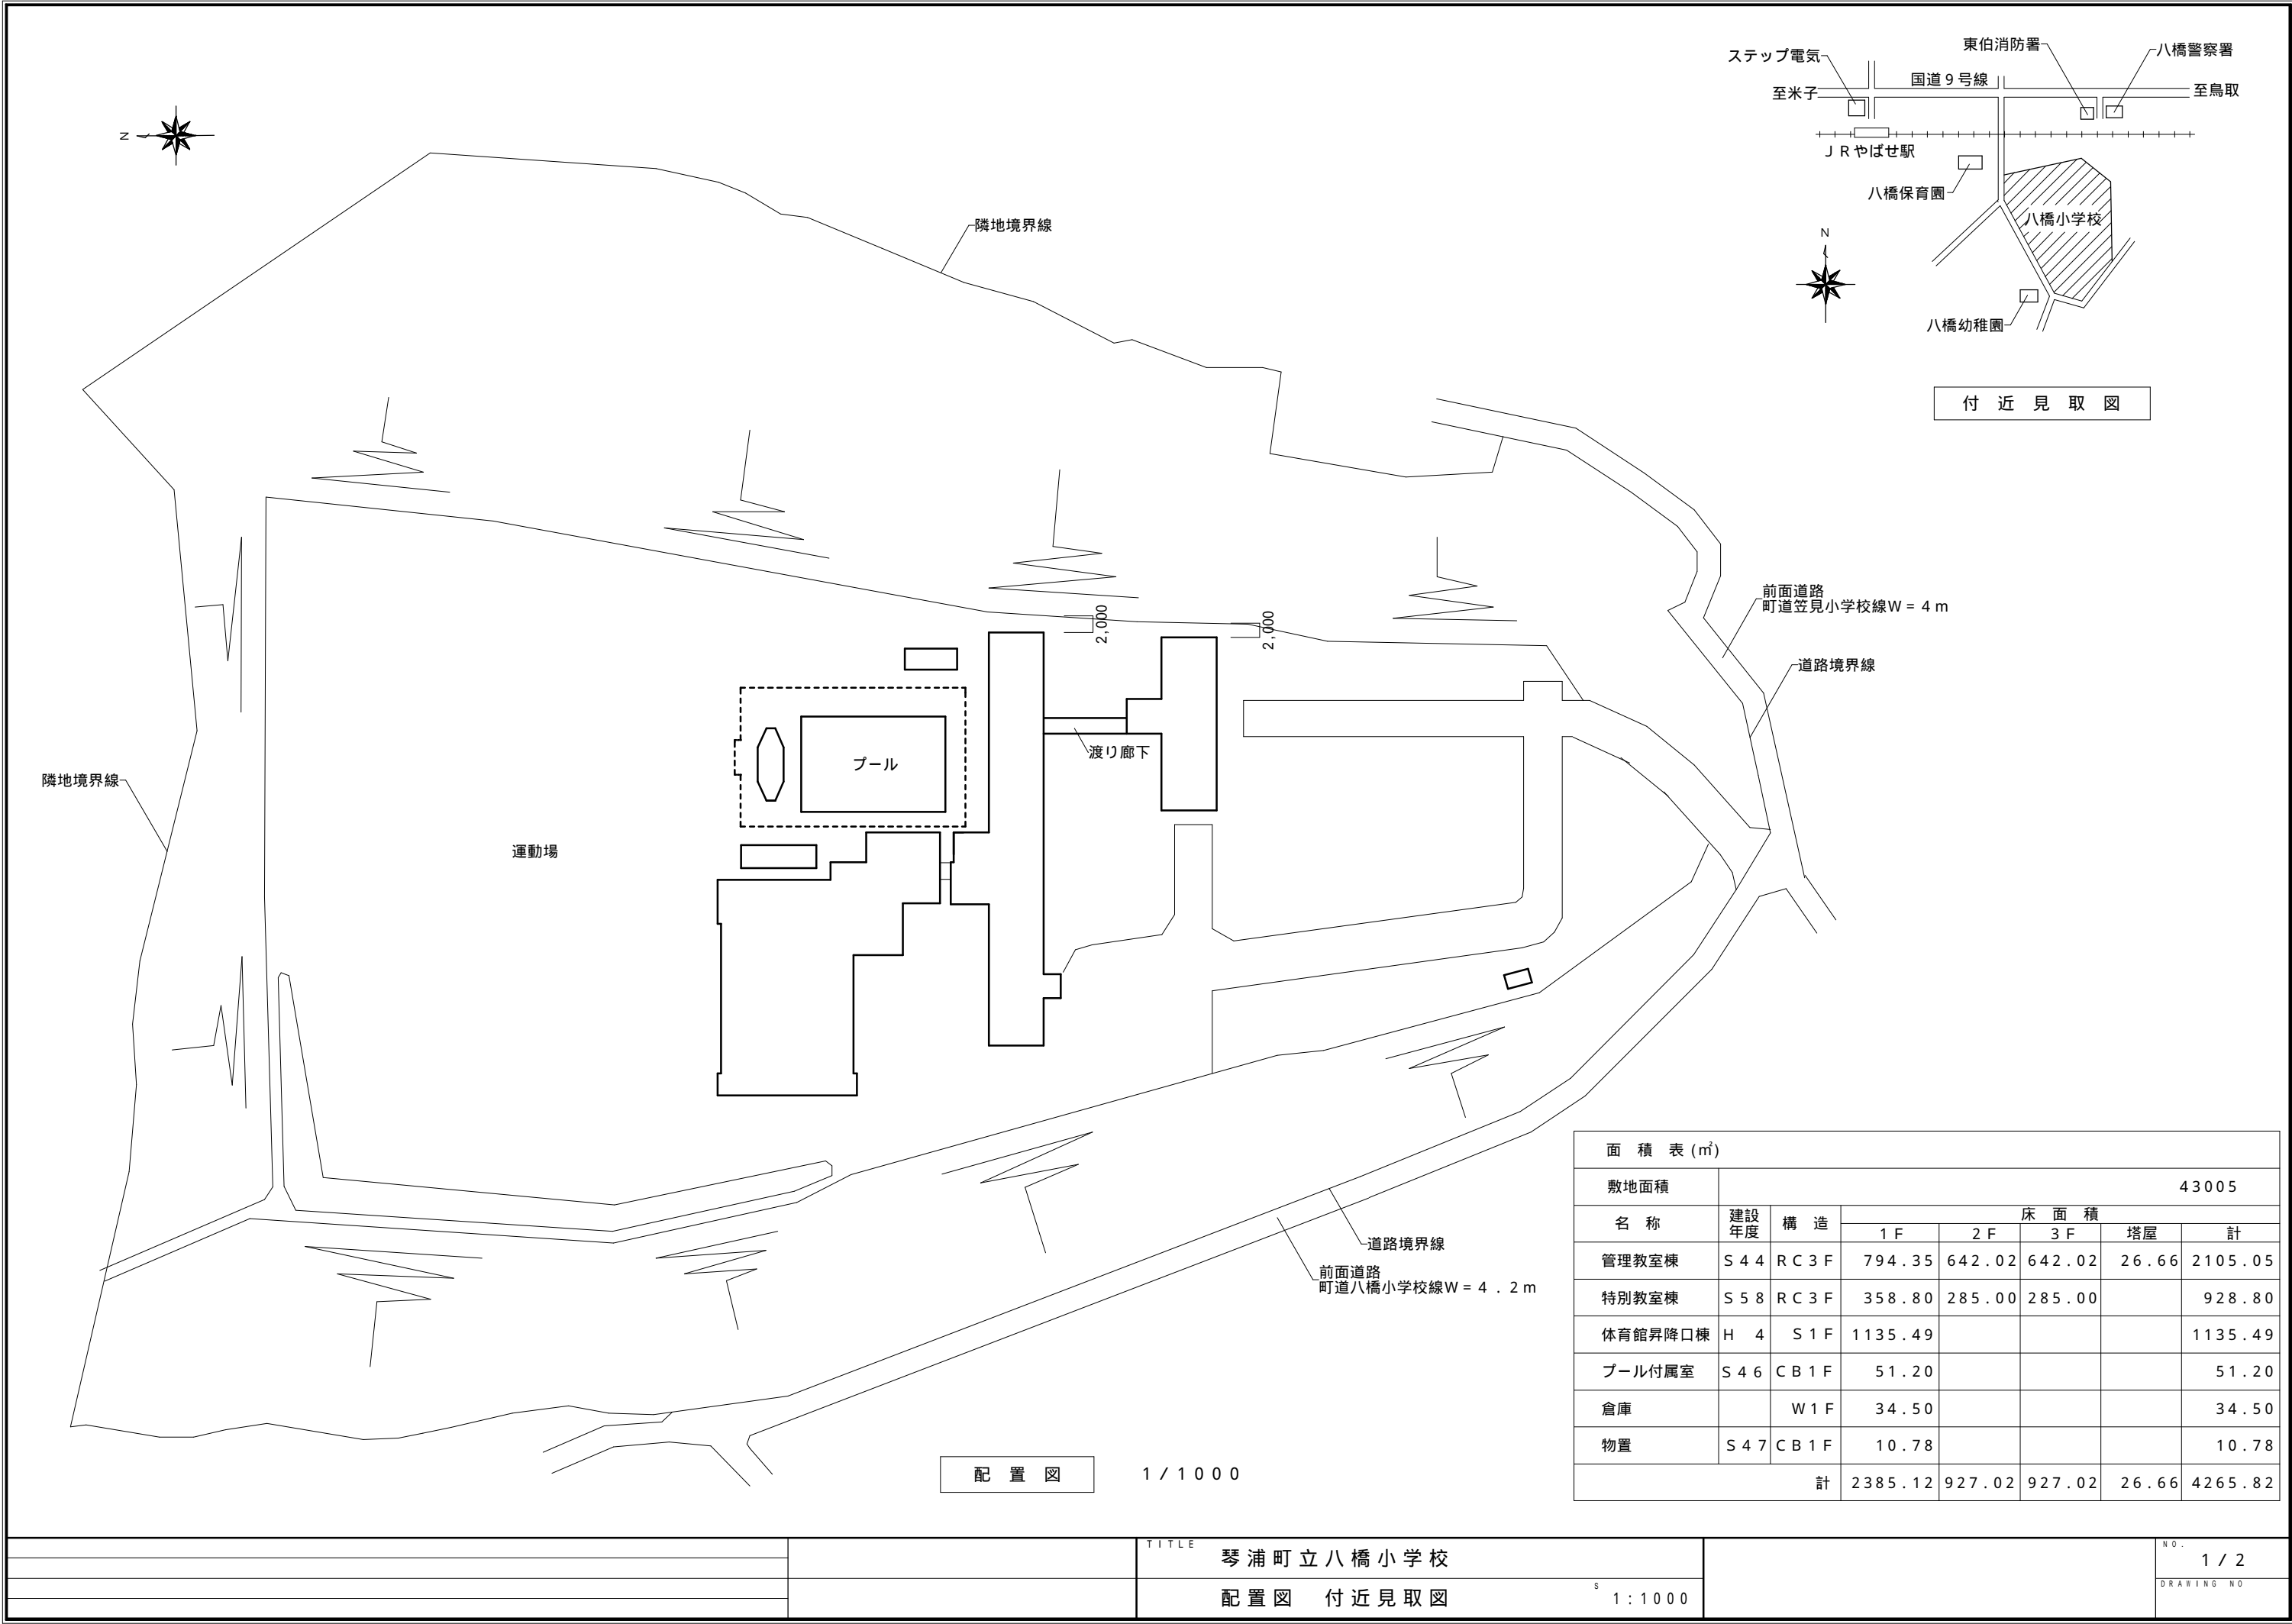 ステップ電気
東伯消防署
八橋警察署
国道9号線
至米子
至鳥取
JRやばせ駅
八橋保育園
八橋小学校
N
八橋幼稚園
付近見取図
N
隣地境界線
2,000
2,000
前面道路
町道笠見小学校線W=4m
道路境界線
渡り廊下
プール
隣地境界線
運動場
道路境界線
前面道路
町道八橋小学校線W=4.2m
面積表(㎡)
敷地面積 43005
名称 建設年度 構造 床面積
1F 2F 3F 塔屋 計
管理教室棟 S44 RC3F 794.35 642.02 642.02 26.66 2105.05
特別教室棟 S58 RC3F 358.80 285.00 285.00 928.80
体育館昇降口棟 H 4 S1F 1135.49 1135.49
プール付属室 S46 CB1F 51.20 51.20
倉庫 W1F 34.50 34.50
物置 S47 CB1F 10.78 10.78
計 2385.12 927.02 927.02 26.66 4265.82
配置図 1/1000
TITLE 琴浦町立八橋小学校
配置図 付近見取図 S 1:1000
NO. 1/2
DRAWING NO